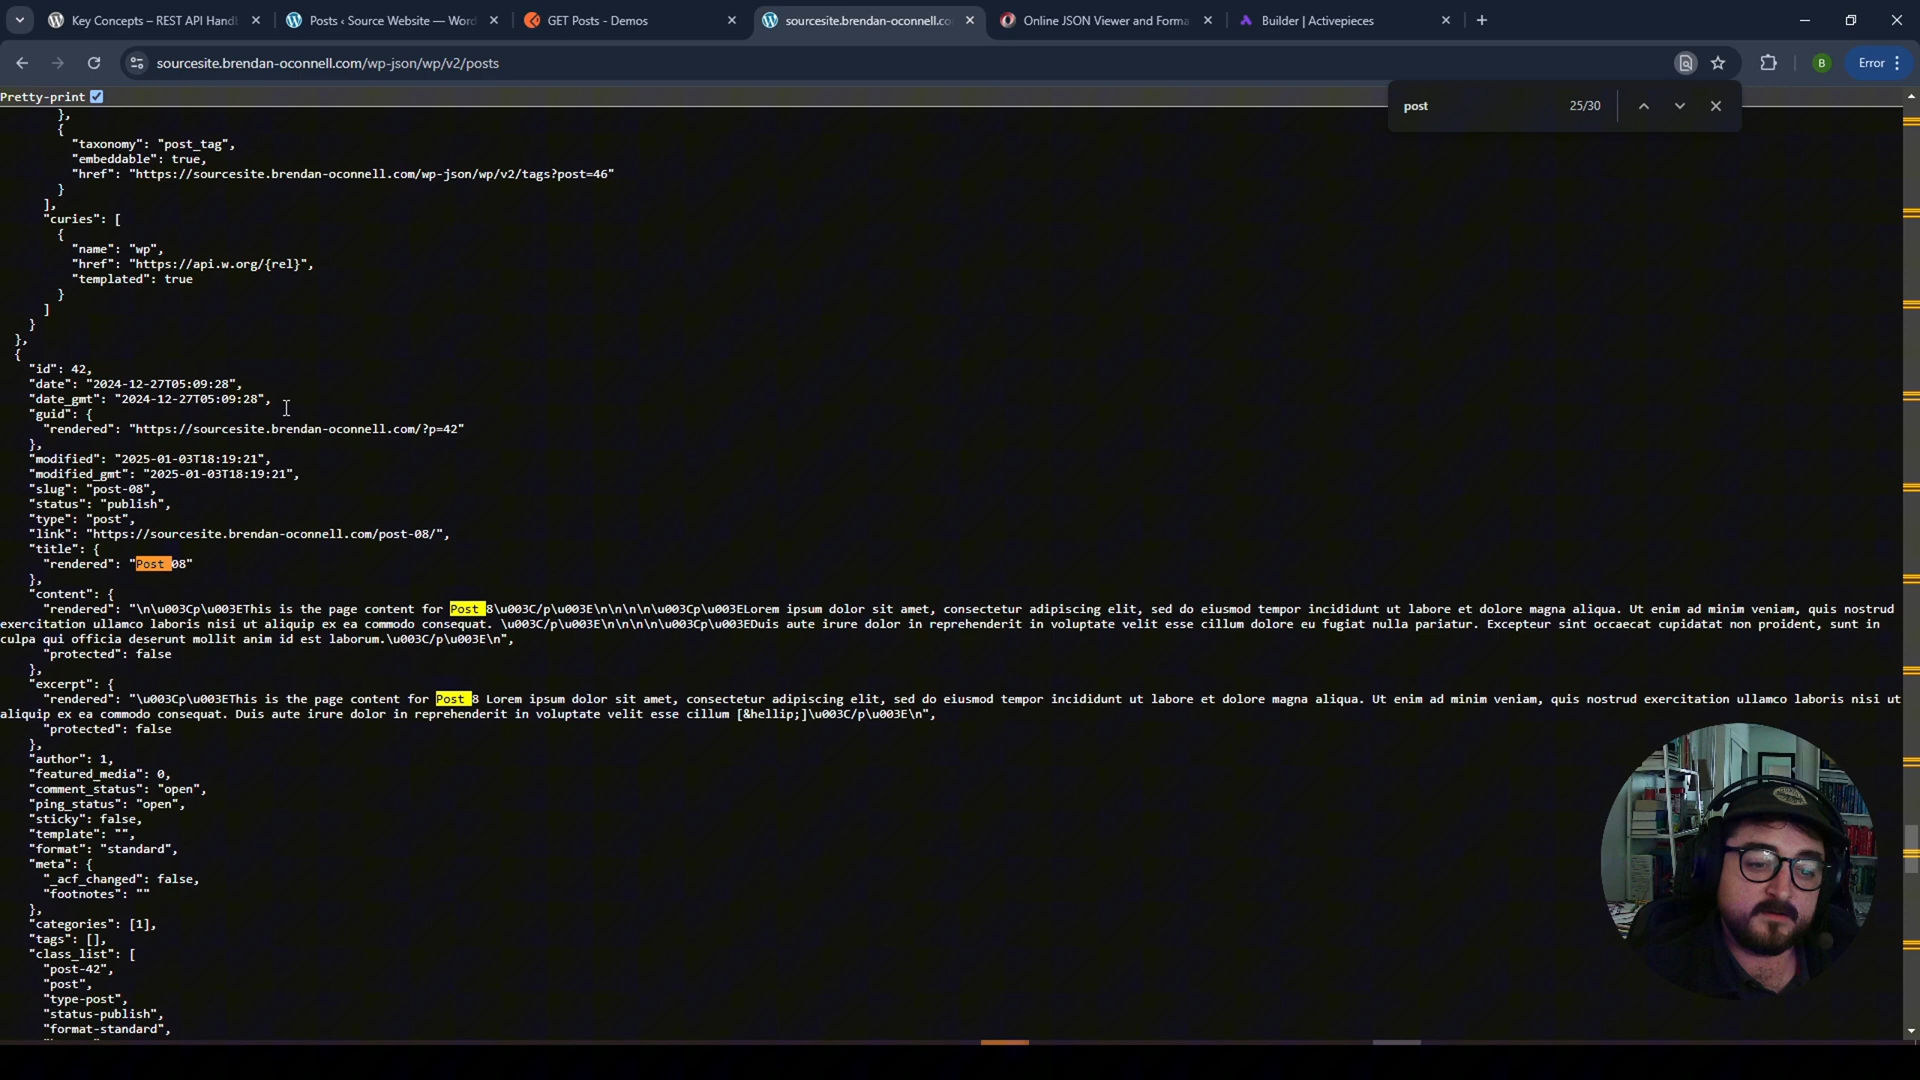 Key Concepts – REST API Handl
Posts ‹ Source Website — Word
GET Posts - Demos
sourcesite.brendan-oconnell.co
Online JSON Viewer and Forma
Builder | Activepieces
sourcesite.brendan-oconnell.com/wp-json/wp/v2/posts
B
Error
Pretty-print
post
25/30
},
{
"taxonomy": "post_tag",
"embeddable": true,
"href": "https://sourcesite.brendan-oconnell.com/wp-json/wp/v2/tags?post=46"
}
],
"curies": [
{
"name": "wp",
"href": "https://api.w.org/{rel}",
"templated": true
}
]
}
},
{
"id": 42,
"date": "2024-12-27T05:09:28",
"date_gmt": "2024-12-27T05:09:28",
"guid": {
"rendered": "https://sourcesite.brendan-oconnell.com/?p=42"
},
"modified": "2025-01-03T18:19:21",
"modified_gmt": "2025-01-03T18:19:21",
"slug": "post-08",
"status": "publish",
"type": "post",
"link": "https://sourcesite.brendan-oconnell.com/post-08/",
"title": {
"rendered": "Post 08"
},
"content": {
"rendered": "\n\u003Cp\u003EThis is the page content for Post 8\u003C/p\u003E\n\n\n\n\u003Cp\u003ELorem ipsum dolor sit amet, consectetur adipiscing elit, sed do eiusmod tempor incididunt ut labore et dolore magna aliqua. Ut enim ad minim veniam, quis nostrud
exercitation ullamco laboris nisi ut aliquip ex ea commodo consequat. \u003C/p\u003E\n\n\n\n\u003Cp\u003EDuis aute irure dolor in reprehenderit in voluptate velit esse cillum dolore eu fugiat nulla pariatur. Excepteur sint occaecat cupidatat non proident, sunt in
culpa qui officia deserunt mollit anim id est laborum.\u003C/p\u003E\n",
"protected": false
},
"excerpt": {
"rendered": "\u003Cp\u003EThis is the page content for Post 8 Lorem ipsum dolor sit amet, consectetur adipiscing elit, sed do eiusmod tempor incididunt ut labore et dolore magna aliqua. Ut enim ad minim veniam, quis nostrud exercitation ullamco laboris nisi ut
aliquip ex ea commodo consequat. Duis aute irure dolor in reprehenderit in voluptate velit esse cillum [&hellip;]\u003C/p\u003E\n",
"protected": false
},
"author": 1,
"featured_media": 0,
"comment_status": "open",
"ping_status": "open",
"sticky": false,
"template": "",
"format": "standard",
"meta": {
"_acf_changed": false,
"footnotes": ""
},
"categories": [1],
"tags": [],
"class_list": [
"post-42",
"post",
"type-post",
"status-publish",
"format-standard",